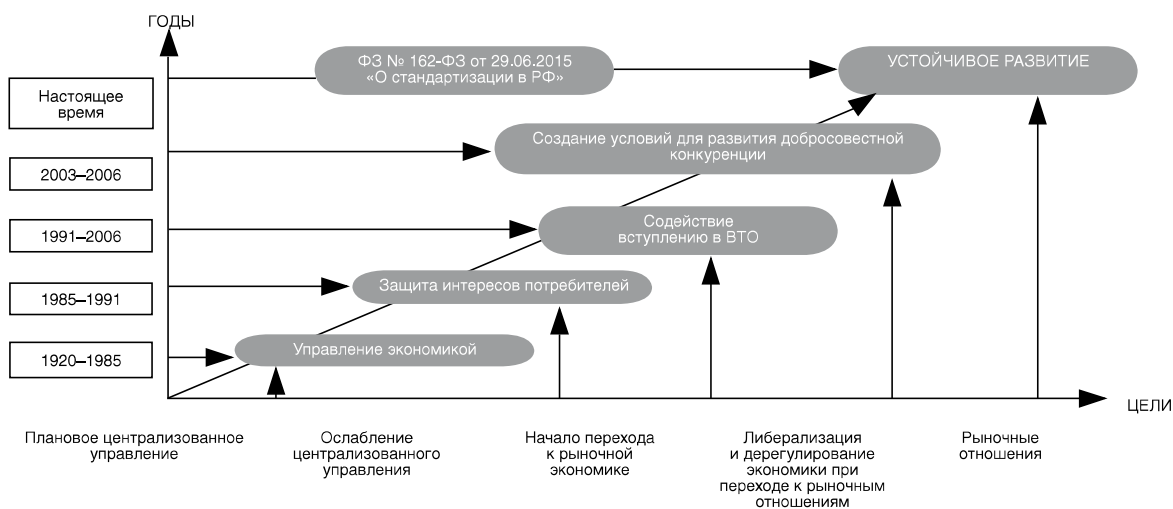 ГОДЫ
ФЗ № 162-ФЗ от 29.06.2015
«О стандартизации в РФ»
УСТОЙЧИВОЕ РАЗВИТИЕ
Настоящее
время
Создание условий для развития добросовестной
конкуренции
2003–2006
Содействие
вступлению в ВТО
1991–2006
Защита интересов потребителей
1985–1991
Управление экономикой
1920–1985
ЦЕЛИ
Плановое централизованное
управление
Ослабление
централизованного
управления
Начало перехода
к рыночной
экономике
Либерализация
и дерегулирование
экономики при
переходе к рыночным
отношениям
Рыночные
отношения